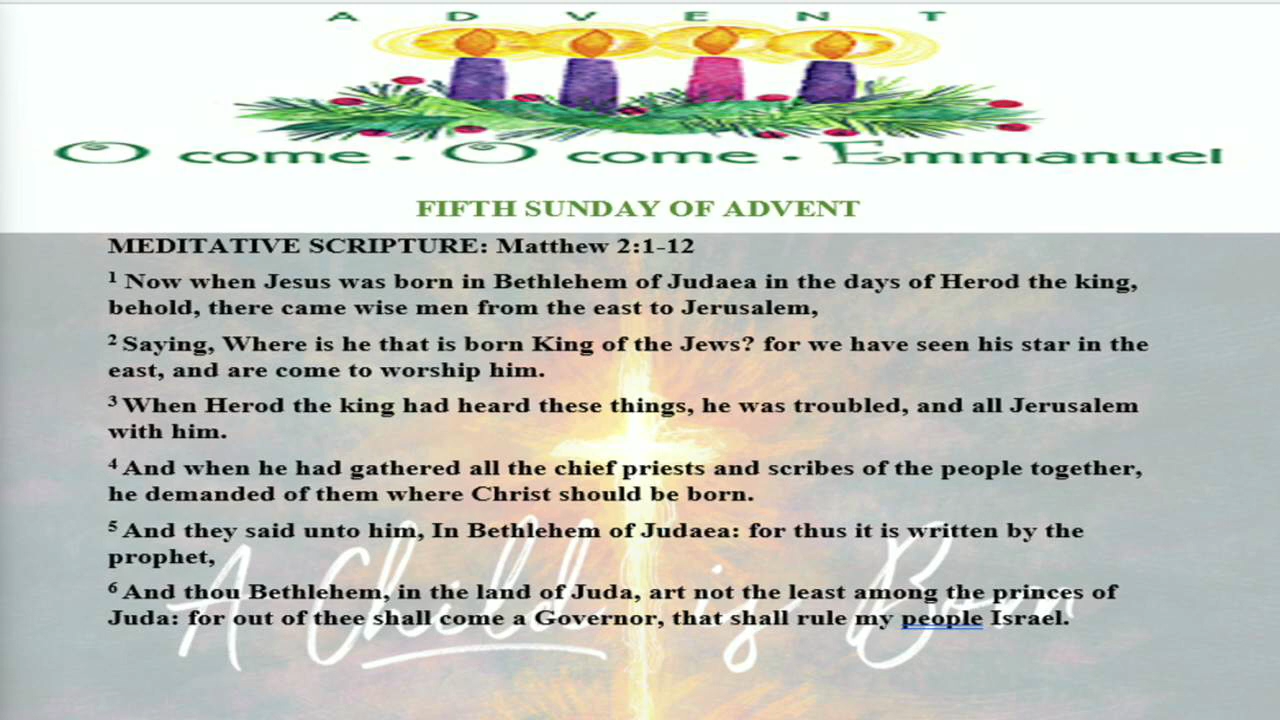 ADVENT
O come • O come • Emmanuel
FIFTH SUNDAY OF ADVENT
MEDITATIVE SCRIPTURE: Matthew 2:1-12
1 Now when Jesus was born in Bethlehem of Judaea in the days of Herod the king,
behold, there came wise men from the east to Jerusalem,
2 Saying, Where is he that is born King of the Jews? for we have seen his star in the
east, and are come to worship him.
3 When Herod the king had heard these things, he was troubled, and all Jerusalem
with him.
4 And when he had gathered all the chief priests and scribes of the people together,
he demanded of them where Christ should be born.
5 And they said unto him, In Bethlehem of Judaea: for thus it is written by the
prophet,
6 And thou Bethlehem, in the land of Juda, art not the least among the princes of
Juda: for out of thee shall come a Governor, that shall rule my people Israel.
A Child is Born